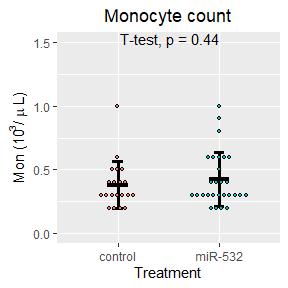 Monocyte count
T-test, p = 0.44
1.5
1.0
0.5
0.0
Mon (10³/ μ L)
control miR-532
Treatment